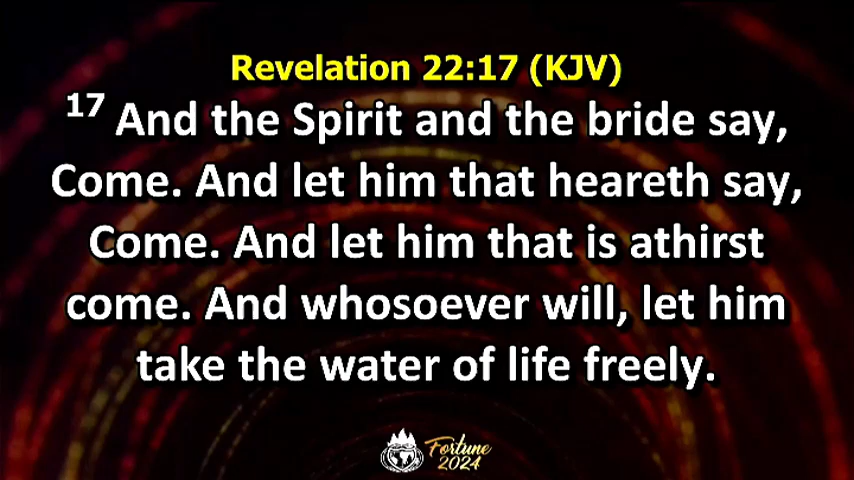 Revelation 22:17 (KJV)
17 And the Spirit and the bride say,
Come. And let him that heareth say,
Come. And let him that is athirst
come. And whosoever will, let him
take the water of life freely.
Fortune
2024